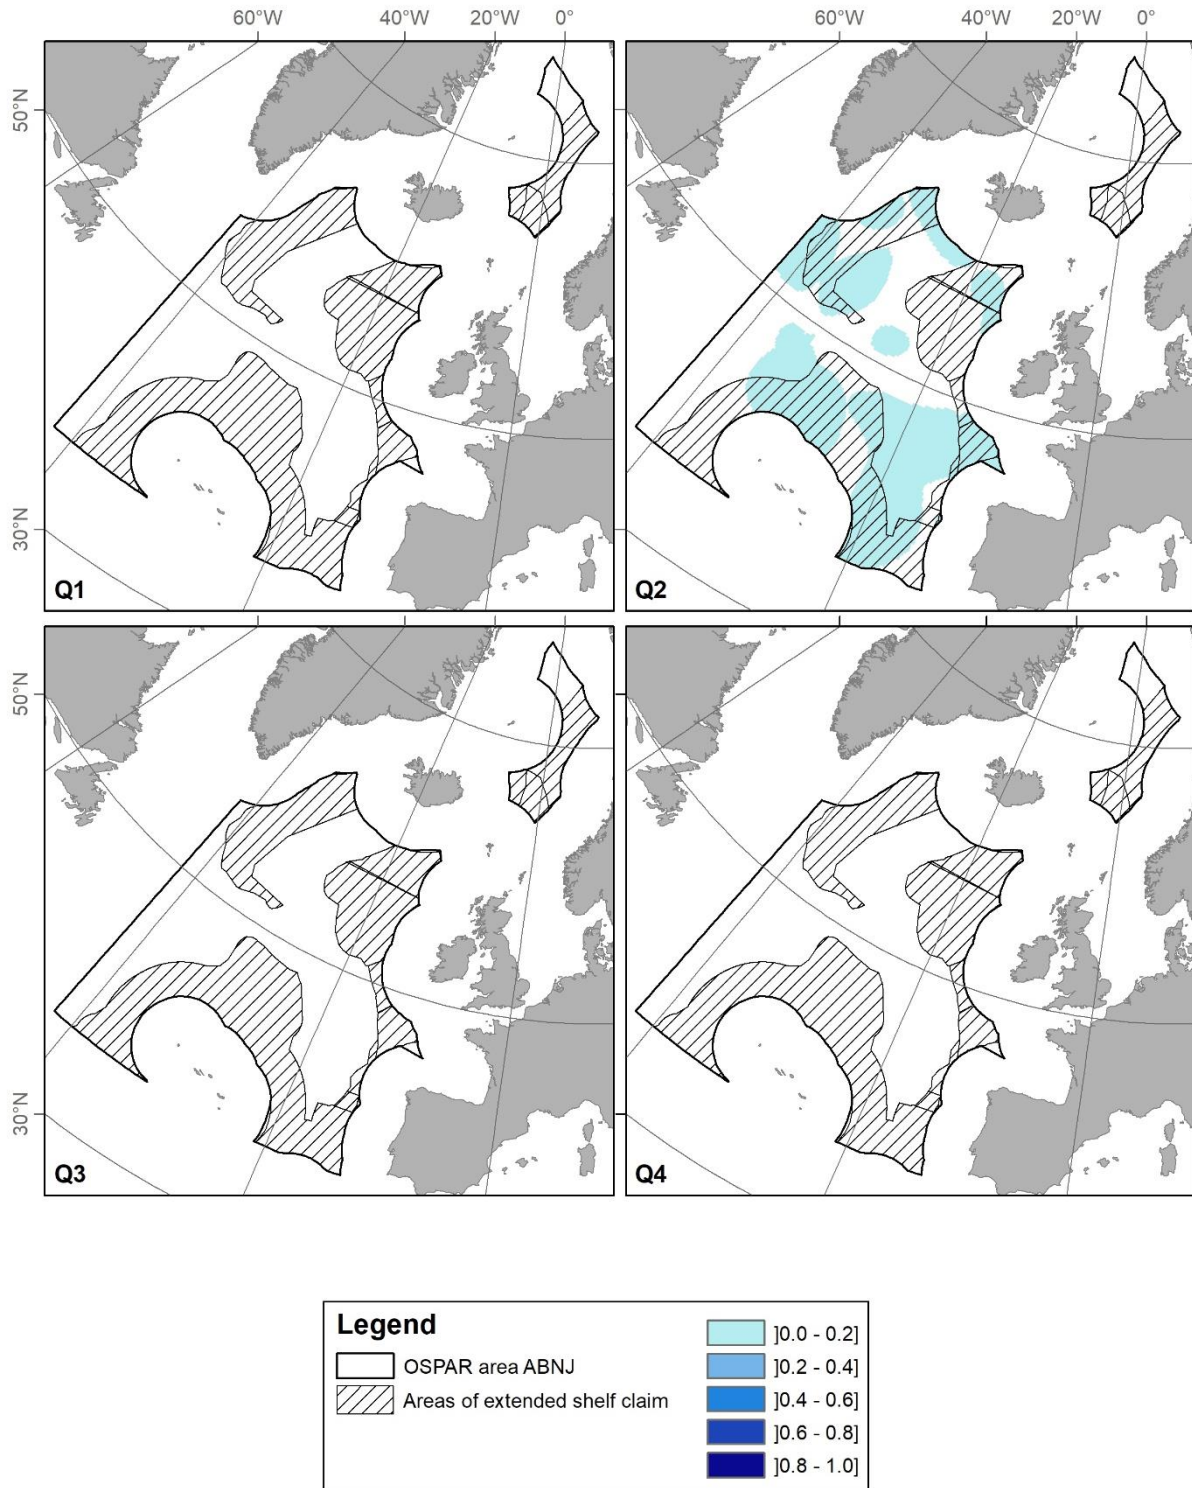 60°W 40°W 20°W 0° 60°W 40°W 20°W 0°
50°N
30°N
Q1 Q2
50°N
30°N
Q3 Q4
Legend
OSPAR area ABNJ
Areas of extended shelf claim
]0.0 - 0.2]
]0.2 - 0.4]
]0.4 - 0.6]
]0.6 - 0.8]
]0.8 - 1.0]